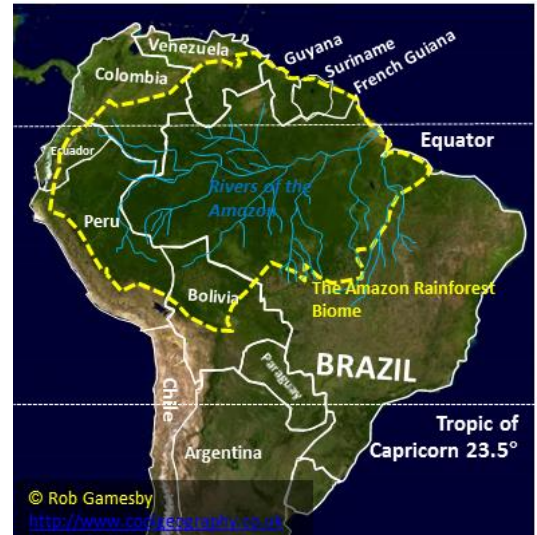 Venezuela
Guyana
Suriname
French Guiana
Colombia
Equator
Ecuador
Rivers of the
Amazon
Peru
The Amazon Rainforest
Biome
Bolivia
BRAZIL
Paraguay
Chile
Tropic of
Capricorn 23.5°
Argentina
© Rob Gamesby
http://www.coolgeography.co.uk